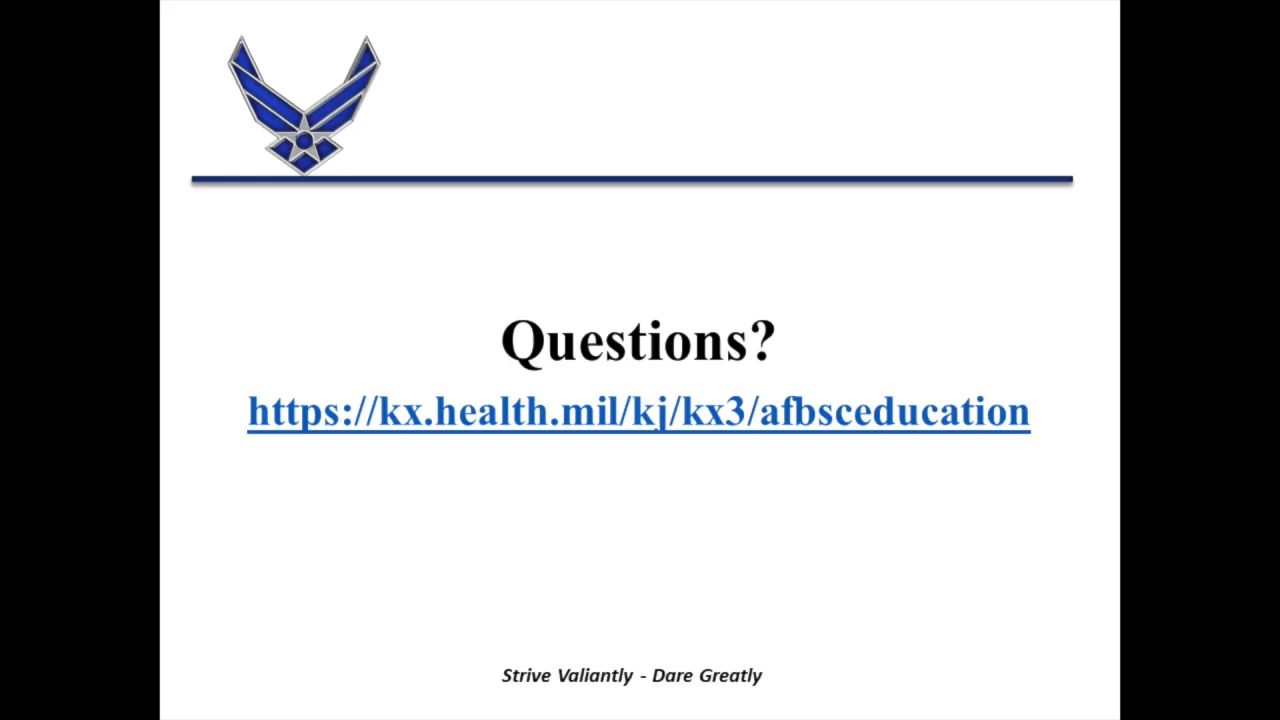 Questions?
https://kx.health.mil/kj/kx3/afbsceducation
Strive Valiantly - Dare Greatly